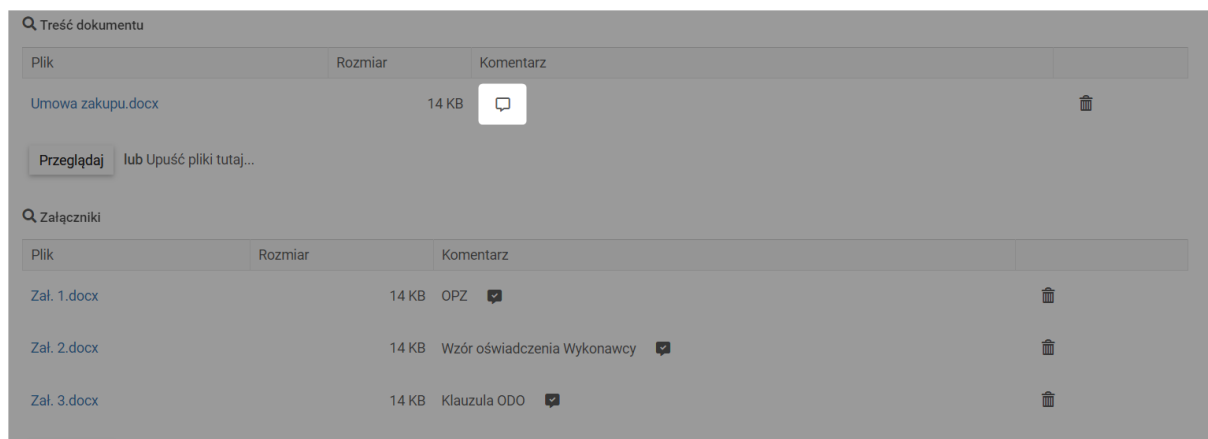 Treść dokumentu
Plik Rozmiar Komentarz
Umowa zakupu.docx 14 KB
Przeglądaj lub Upuść pliki tutaj...
Załączniki
Plik Rozmiar Komentarz
Zał. 1.docx 14 KB OPZ
Zał. 2.docx 14 KB Wzór oświadczenia Wykonawcy
Zał. 3.docx 14 KB Klauzula ODO